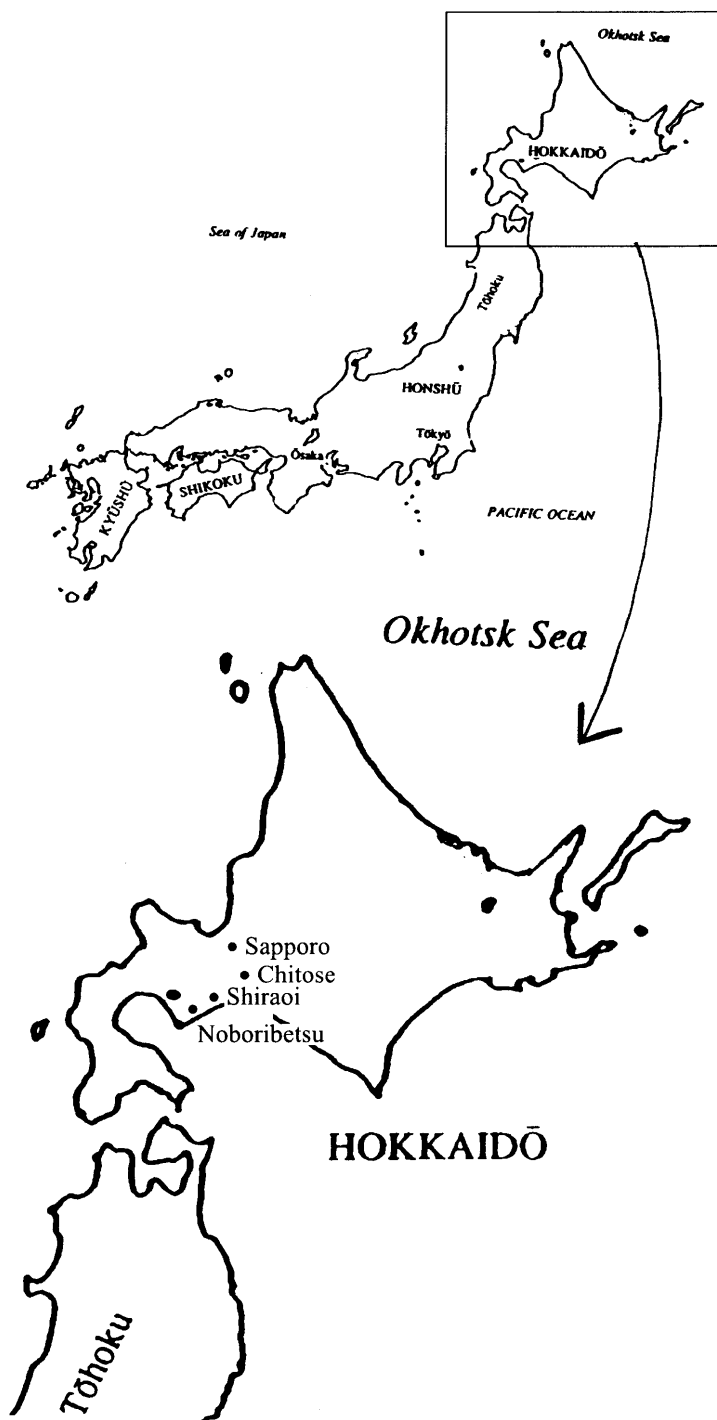 Okhotsk Sea
HOKKAIDŌ
Sea of Japan
Tōhoku
HONSHŪ
Tōkyō
Ōsaka
SHIKOKU
KYŪSHŪ
PACIFIC OCEAN
Okhotsk Sea
Sapporo
Chitose
Shiraoi
Noboribetsu
HOKKAIDŌ
Tōhoku